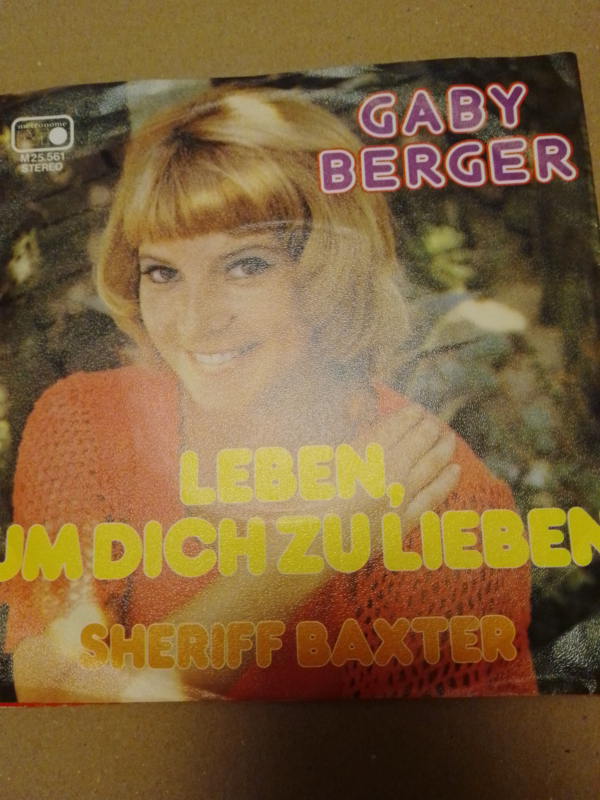 metronome
M 25.561
STEREO
GABY
BERGER
LEBEN,
UM DICH ZU LIEBEN
SHERIFF BAXTER